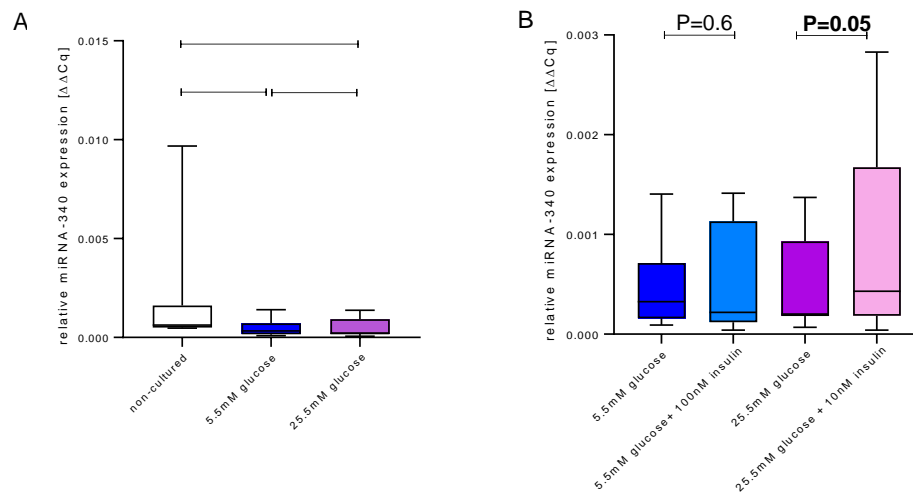 A
relative miRNA-340 expression [ΔΔCq]
0.015
0.010
0.005
0.000
non-cultured
5.5mM glucose
25.5mM glucose
B
P=0.6
P=0.05
relative miRNA-340 expression [ΔΔCq]
0.003
0.002
0.001
0.000
5.5mM glucose
5.5mM glucose+ 100nM insulin
25.5mM glucose
25.5mM glucose + 10nM insulin